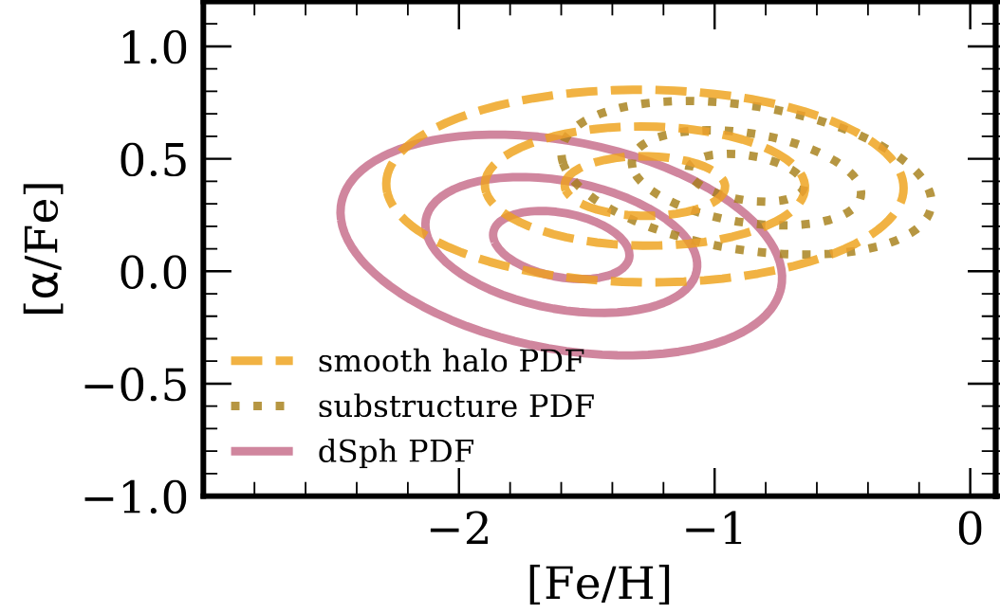 1.0
0.5
0.0
−0.5
−1.0
[α/Fe]
smooth halo PDF
substructure PDF
dSph PDF
−2 −1 0
[Fe/H]